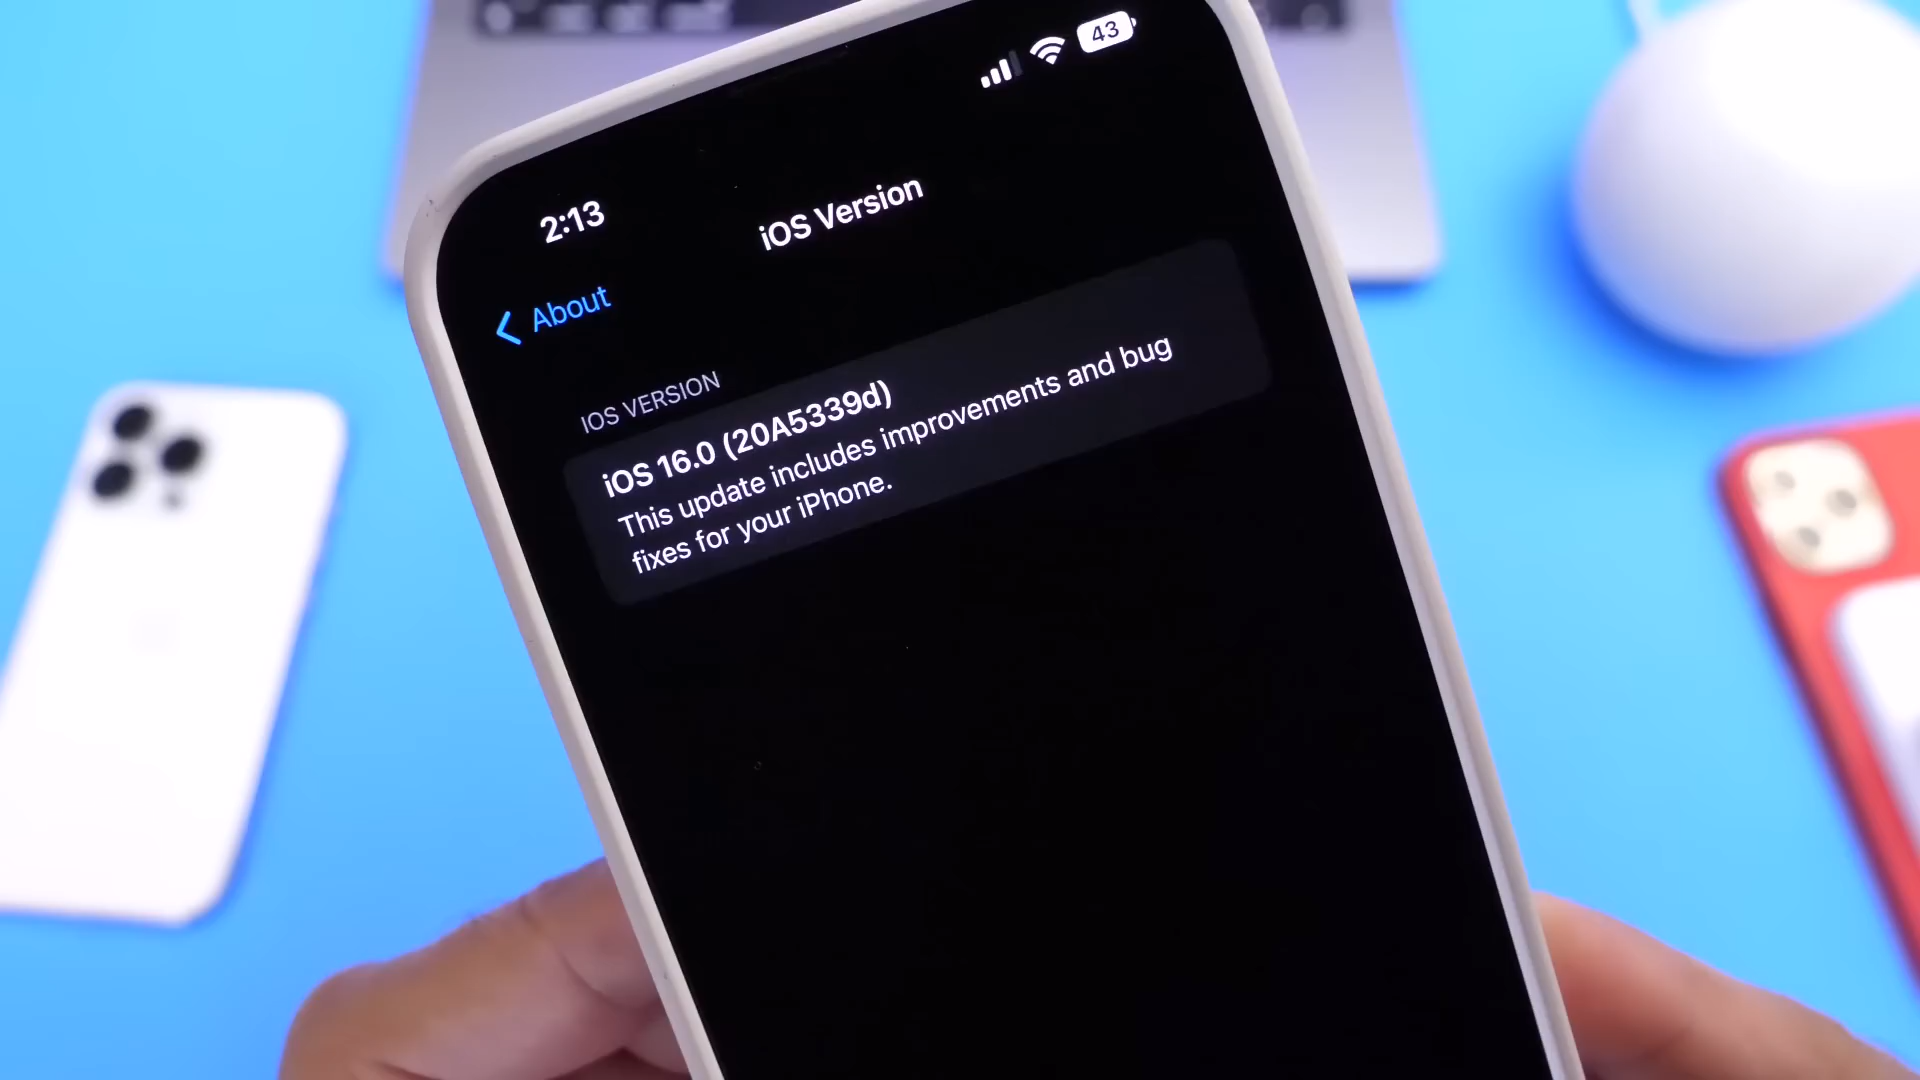 43
2:13
iOS Version
About
IOS VERSION
iOS 16.0 (20A5339d)
This update includes improvements and bug
fixes for your iPhone.